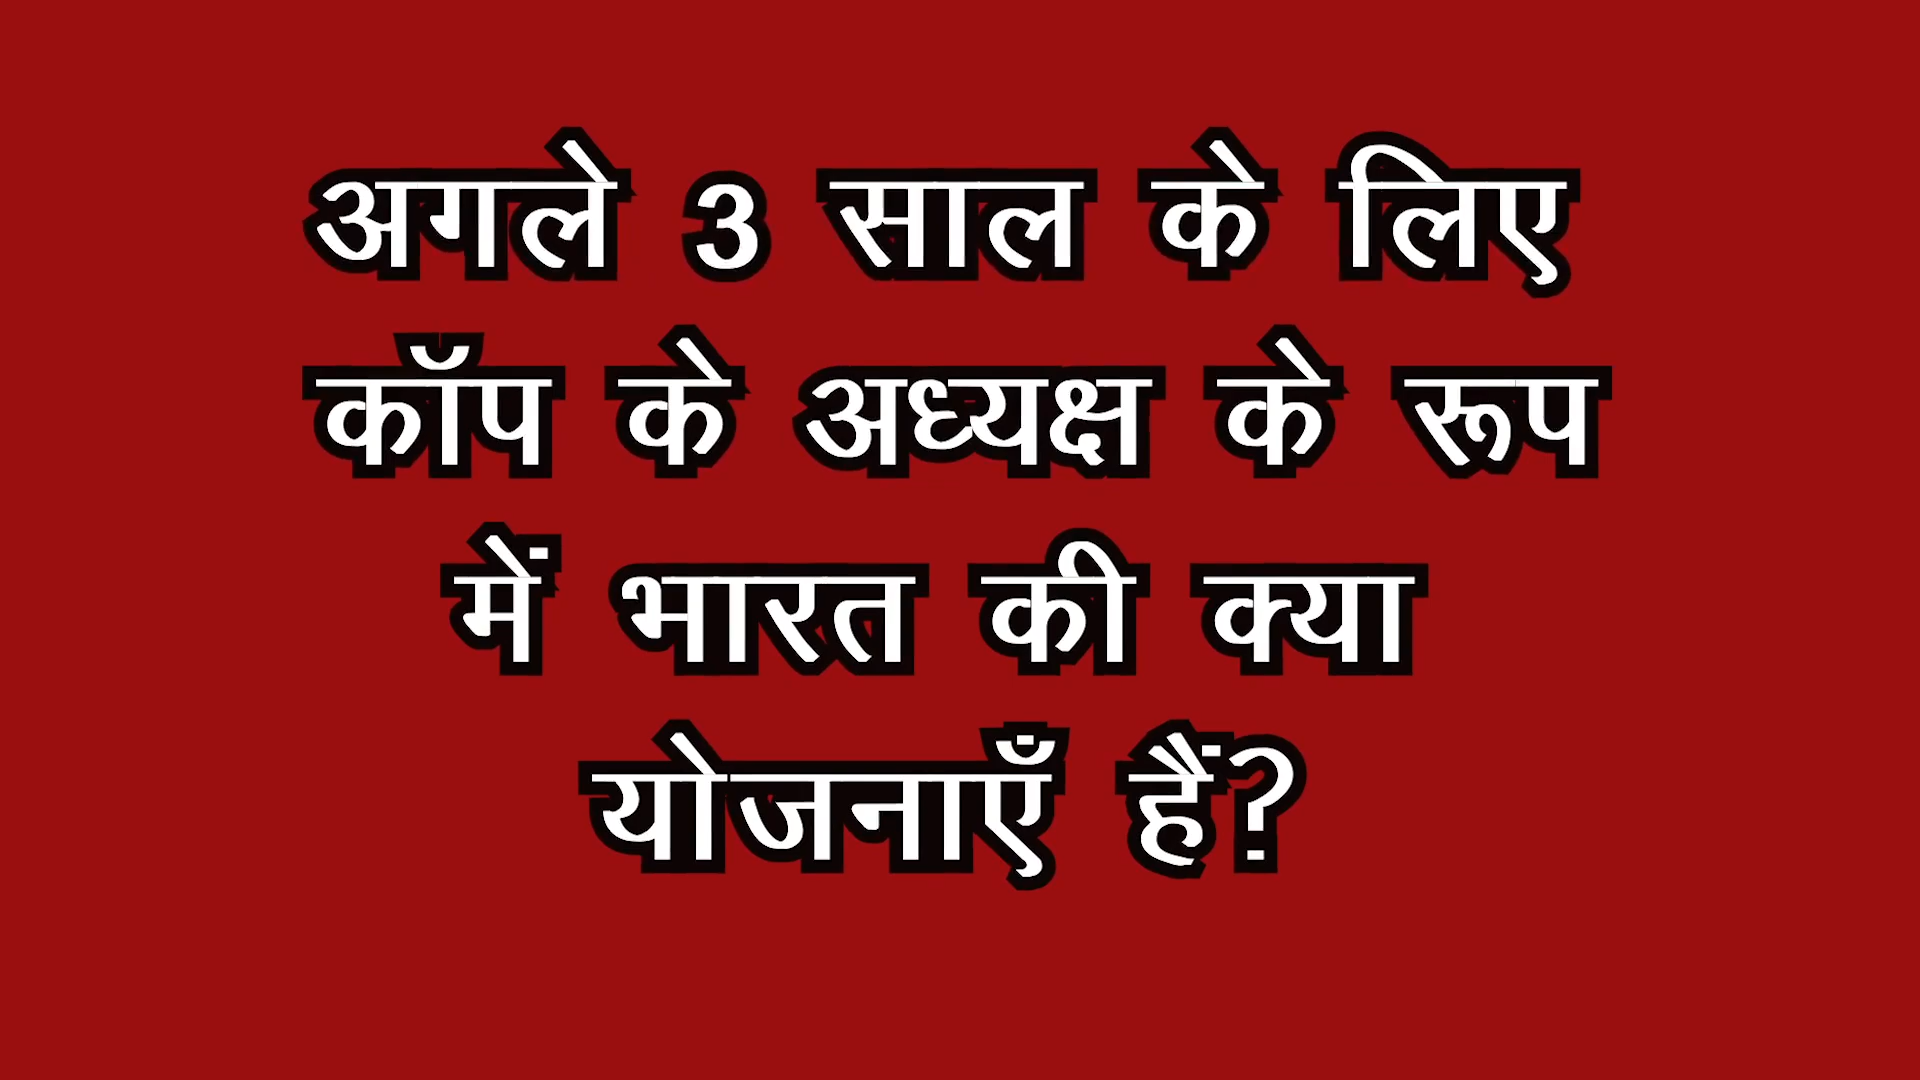 अगले 3 साल के लिए
कॉप के अध्यक्ष के रूप
में भारत की क्या
योजनाएँ हैं?